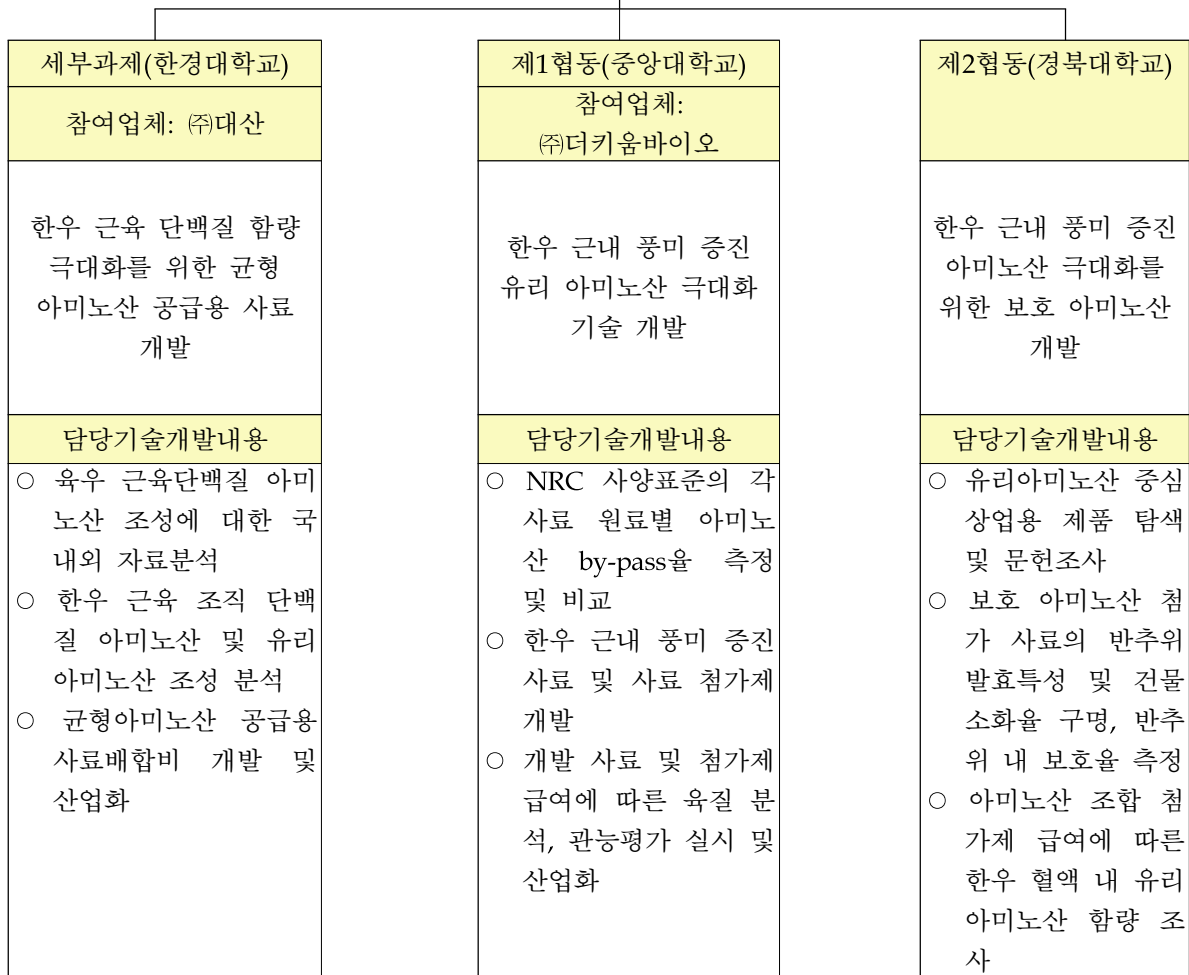 세부과제(한경대학교)
참여업체: ㈜대산
한우 근육 단백질 함량
극대화를 위한 균형
아미노산 공급용 사료
개발
담당기술개발내용
○ 육우 근육단백질 아미
노산 조성에 대한 국
내외 자료분석
○ 한우 근육 조직 단백
질 아미노산 및 유리
아미노산 조성 분석
○ 균형아미노산 공급용
사료배합비 개발 및
산업화
제1협동(중앙대학교)
참여업체:
㈜더키움바이오
한우 근내 풍미 증진
유리 아미노산 극대화
기술 개발
담당기술개발내용
○ NRC 사양표준의 각
사료 원료별 아미노
산 by-pass율 측정
및 비교
○ 한우 근내 풍미 증진
사료 및 사료 첨가제
개발
○ 개발 사료 및 첨가제
급여에 따른 육질 분
석, 관능평가 실시 및
산업화
제2협동(경북대학교)
한우 근내 풍미 증진
아미노산 극대화를
위한 보호 아미노산
개발
담당기술개발내용
○ 유리아미노산 중심
상업용 제품 탐색
및 문헌조사
○ 보호 아미노산 첨
가 사료의 반추위
발효특성 및 건물
소화율 구명, 반추
위 내 보호율 측정
○ 아미노산 조합 첨
가제 급여에 따른
한우 혈액 내 유리
아미노산 함량 조
사